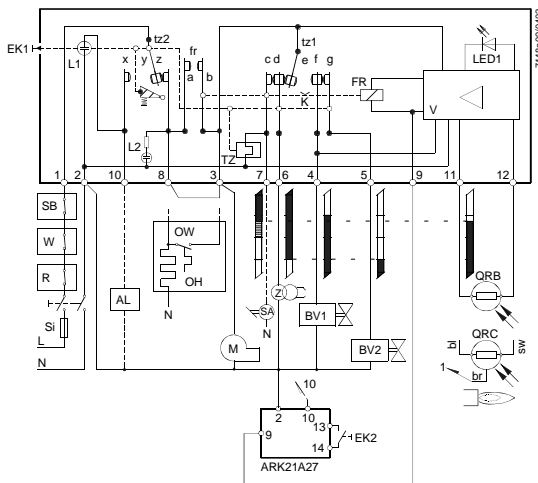 EK1
L1
tz2
x y z
fr
a b
L2
TZ
tz1
c d e f g
K
FR
LED1
V
1 2 10 8 3 7 6 4 5 9 11 12
SB
W
R
Si
L
N
AL
OW
OH
N
M
Z
SA
N
BV1
BV2
QRB
QRC
bl
sw
br
1
10
2 10
9
13
14
EK2
ARK21A27